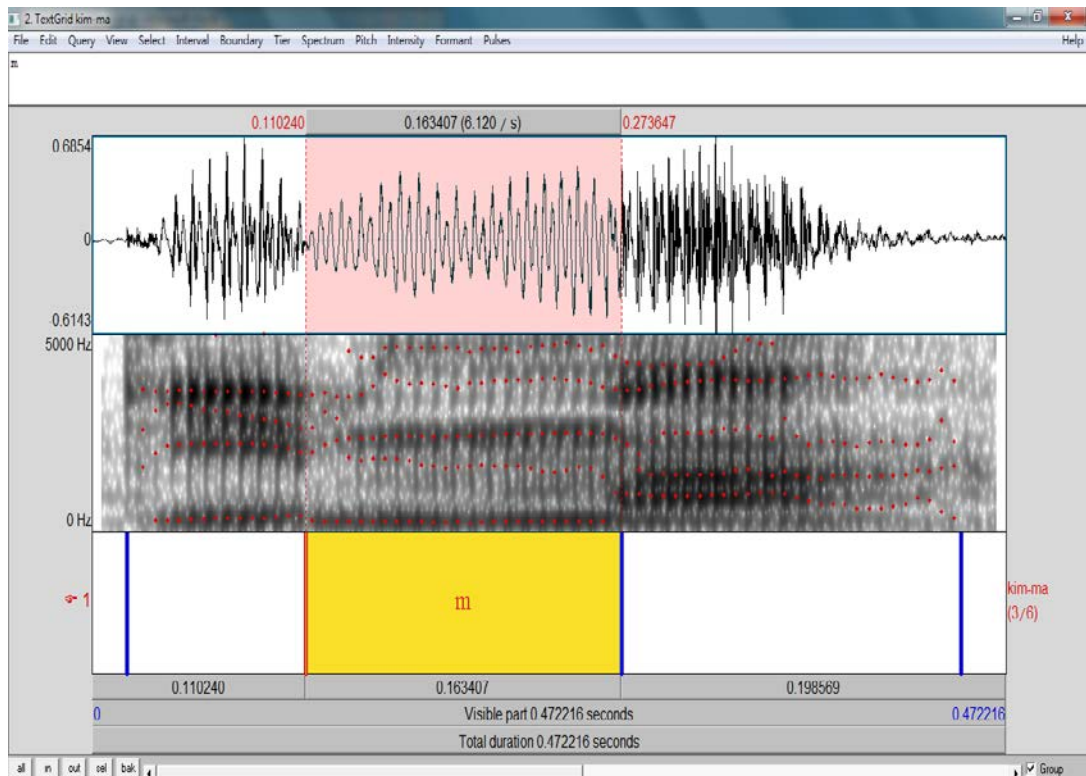 2. TextGrid kim-ma
File Edit Query View Select Interval Boundary Tier Spectrum Pitch Intensity Formant Pulses Help
m
0.110240 0.163407 (6.120 / s) 0.273647
0.6854
0
-0.6143
5000 Hz
0 Hz
1 m kim-ma
(3/6)
0.110240 0.163407 0.198569
0 Visible part 0.472216 seconds 0.472216
Total duration 0.472216 seconds
all in out sel bak Group